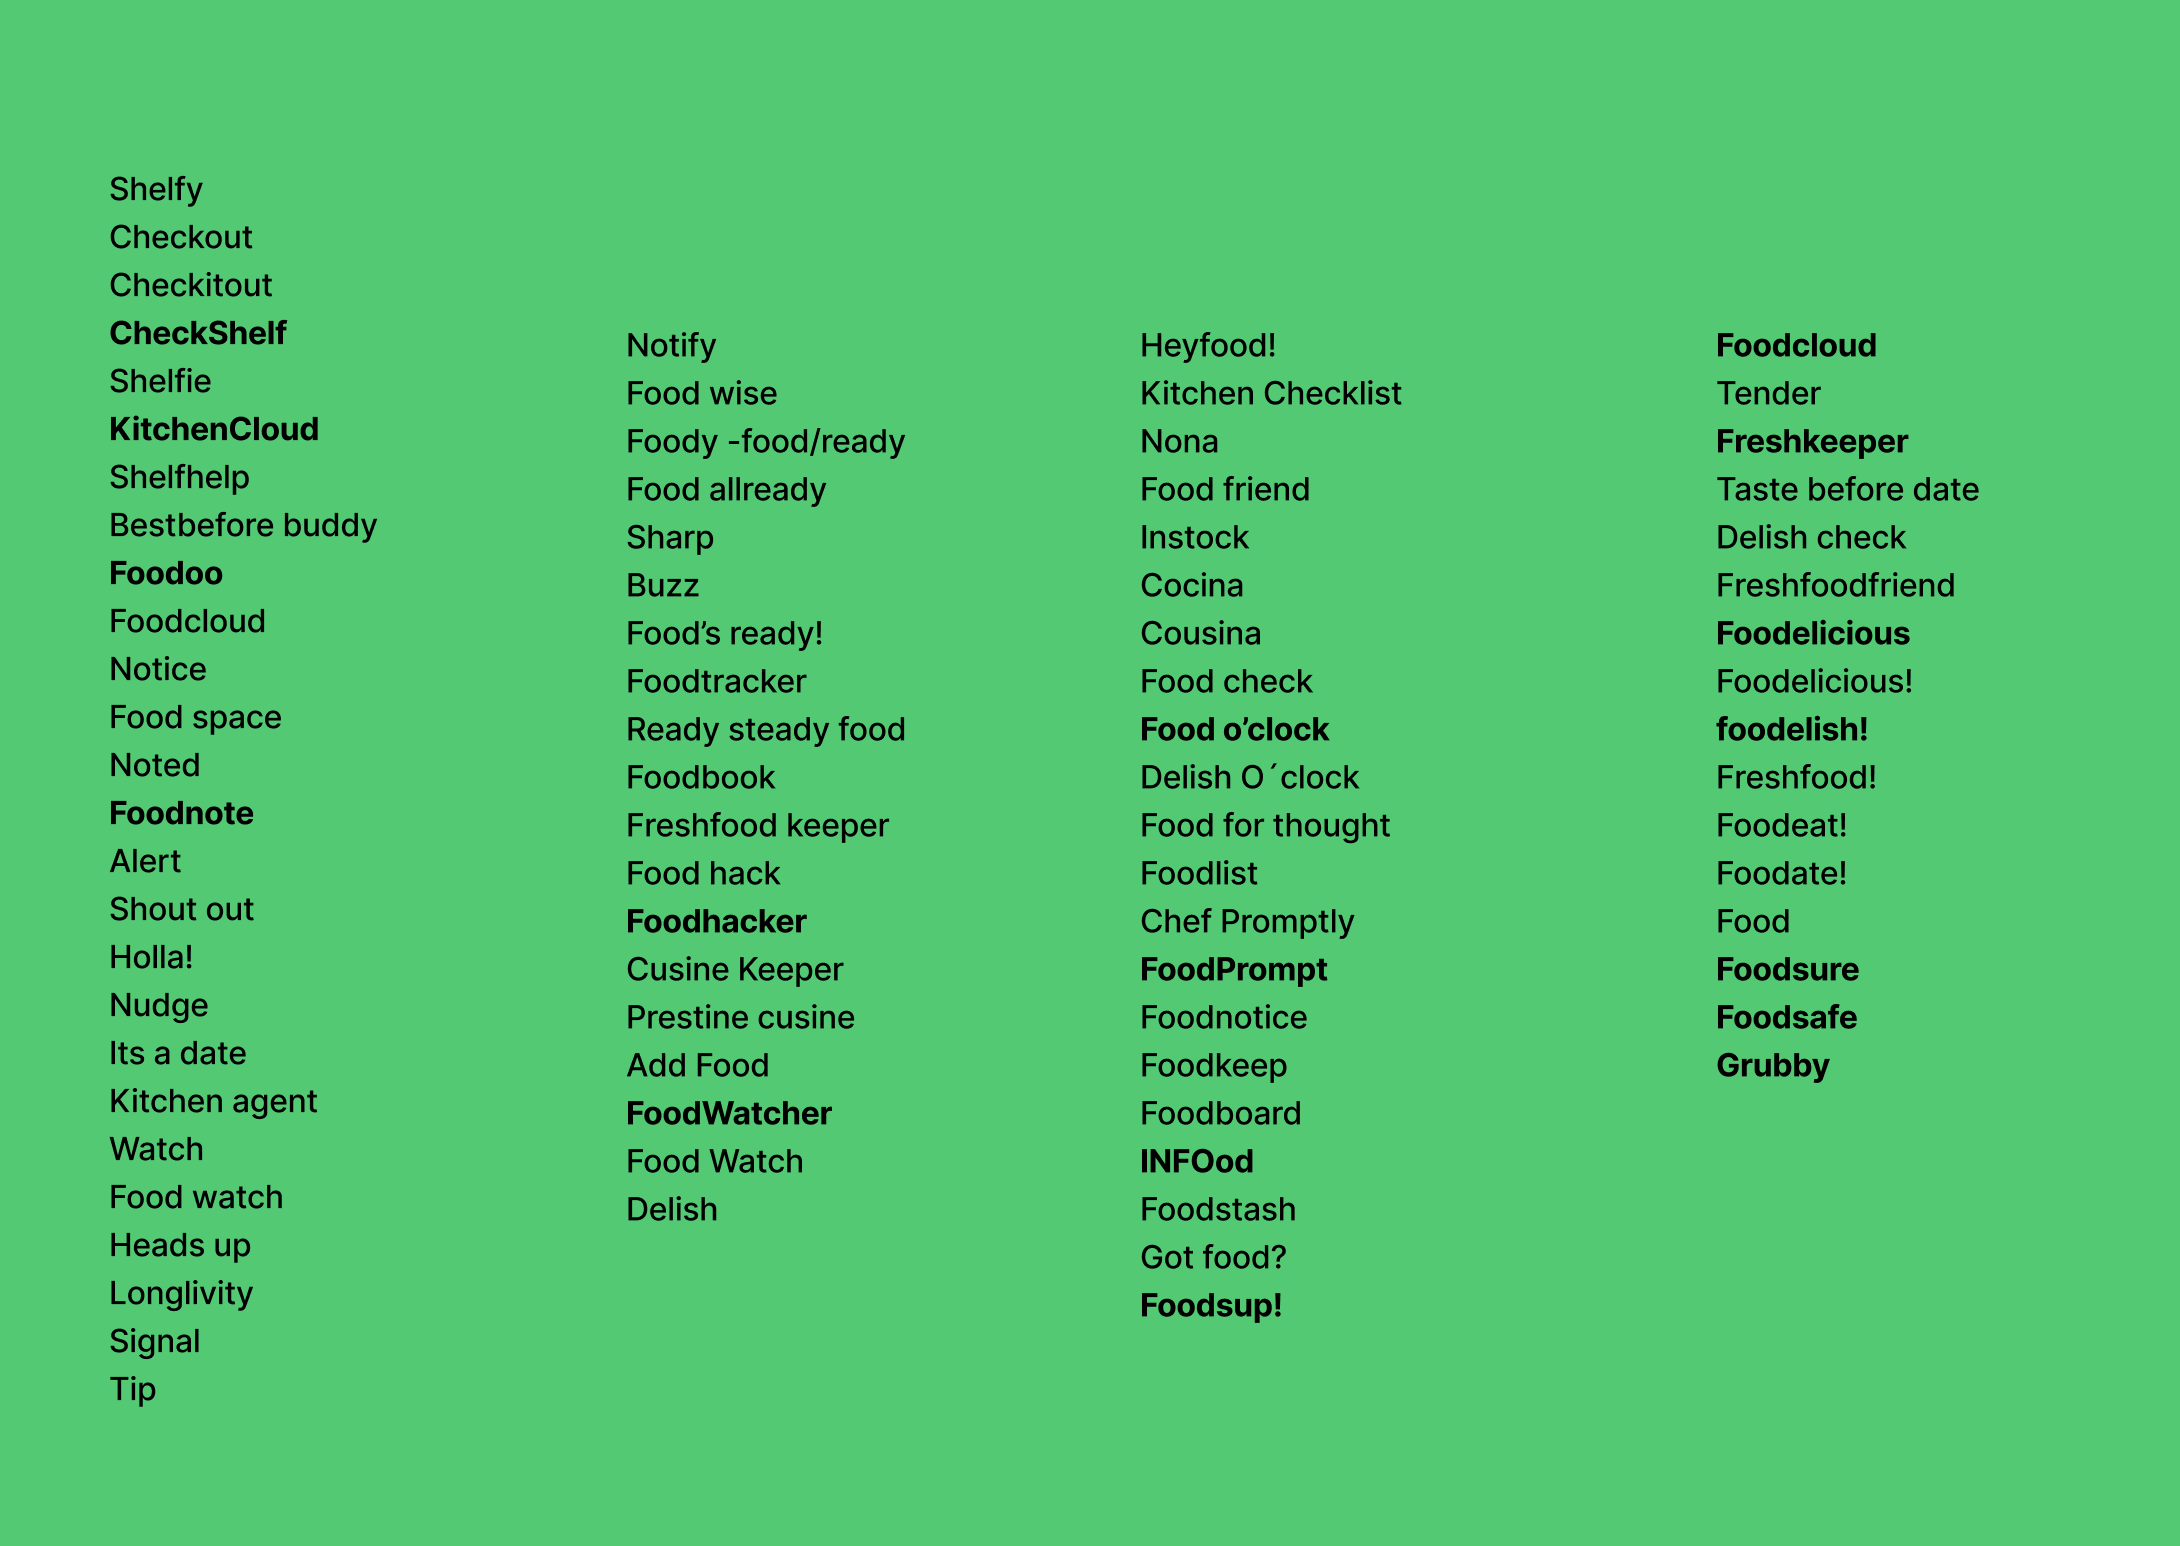 Shelfy
Checkout
Checkitout
CheckShelf
Shelfie
KitchenCloud
Shelfhelp
Bestbefore buddy
Foodoo
Foodcloud
Notice
Food space
Noted
Foodnote
Alert
Shout out
Holla!
Nudge
Its a date
Kitchen agent
Watch
Food watch
Heads up
Longlivity
Signal
Tip
Notify
Food wise
Foody -food/ready
Food allready
Sharp
Buzz
Food’s ready!
Foodtracker
Ready steady food
Foodbook
Freshfood keeper
Food hack
Foodhacker
Cusine Keeper
Prestine cusine
Add Food
FoodWatcher
Food Watch
Delish
Heyfood!
Kitchen Checklist
Nona
Food friend
Instock
Cocina
Cousina
Food check
Food o’clock
Delish O´clock
Food for thought
Foodlist
Chef Promptly
FoodPrompt
Foodnotice
Foodkeep
Foodboard
INFOod
Foodstash
Got food?
Foodsup!
Foodcloud
Tender
Freshkeeper
Taste before date
Delish check
Freshfoodfriend
Foodelicious
Foodelicious!
foodelish!
Freshfood!
Foodeat!
Foodate!
Food
Foodsure
Foodsafe
Grubby